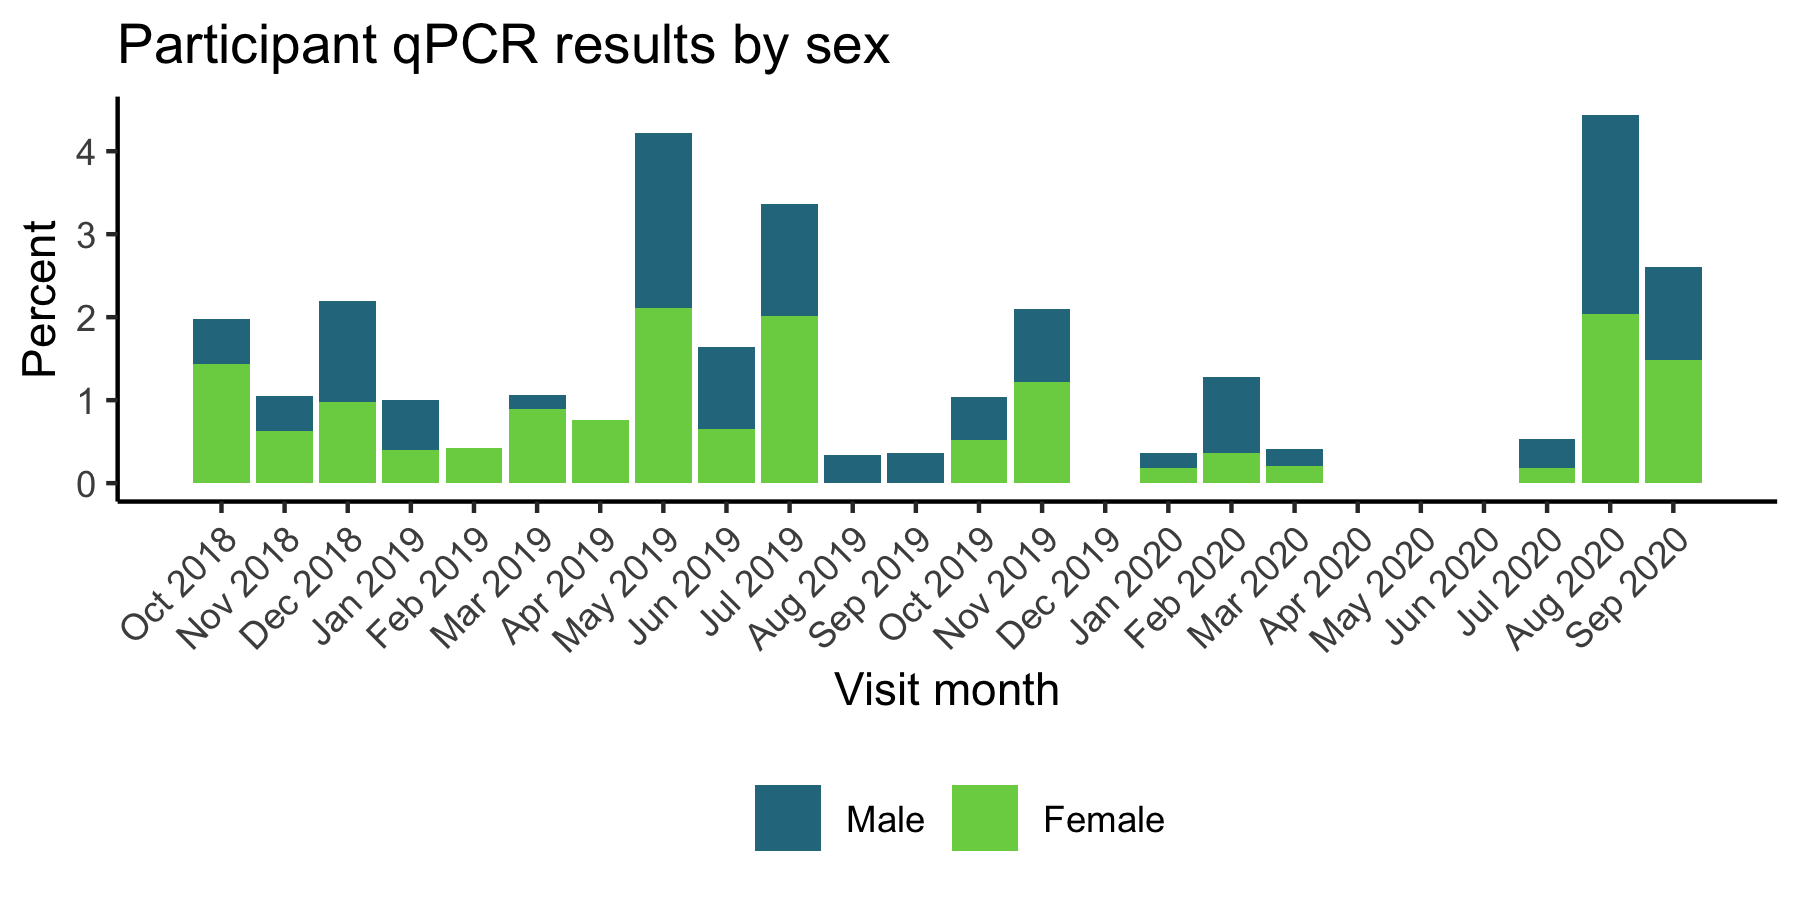 Participant qPCR results by sex
Percent
4
3
2
1
0
Oct 2018
Nov 2018
Dec 2018
Jan 2019
Feb 2019
Mar 2019
Apr 2019
May 2019
Jun 2019
Jul 2019
Aug 2019
Sep 2019
Oct 2019
Nov 2019
Dec 2019
Jan 2020
Feb 2020
Mar 2020
Apr 2020
May 2020
Jun 2020
Jul 2020
Aug 2020
Sep 2020
Visit month
Male
Female